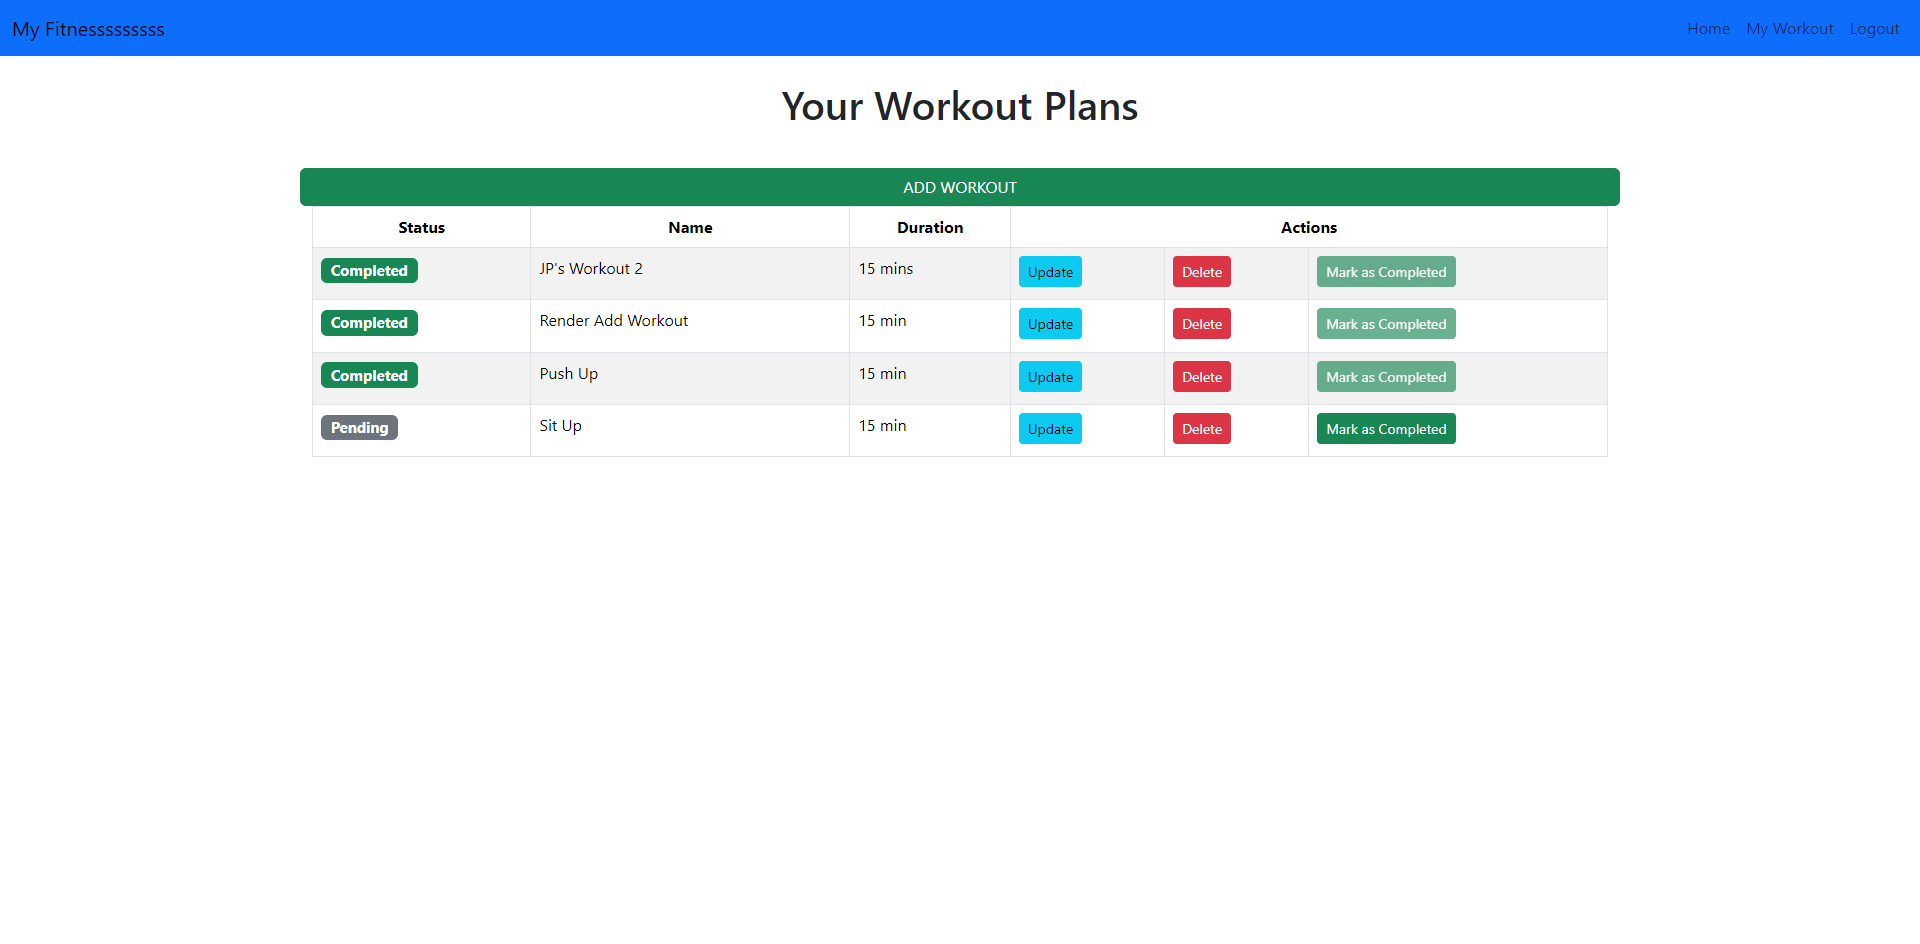 My Fitnesssssssss Home My Workout Logout
Your Workout Plans
ADD WORKOUT
Status Name Duration Actions
Completed JP's Workout 2 15 mins Update Delete Mark as Completed
Completed Render Add Workout 15 min Update Delete Mark as Completed
Completed Push Up 15 min Update Delete Mark as Completed
Pending Sit Up 15 min Update Delete Mark as Completed